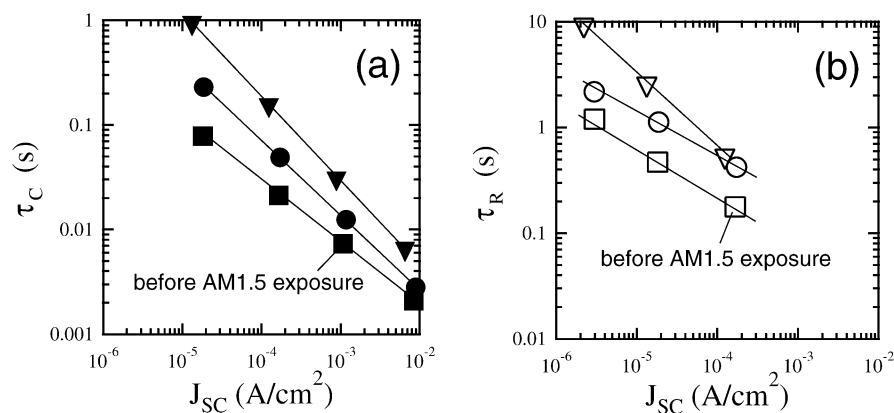 (a)
τC (s)
1
0.1
0.01
0.001
before AM1.5 exposure
10-6 10-5 10-4 10-3 10-2
JSC (A/cm2)
(b)
τR (s)
10
1
0.1
0.01
before AM1.5 exposure
10-6 10-5 10-4 10-3 10-2
JSC (A/cm2)